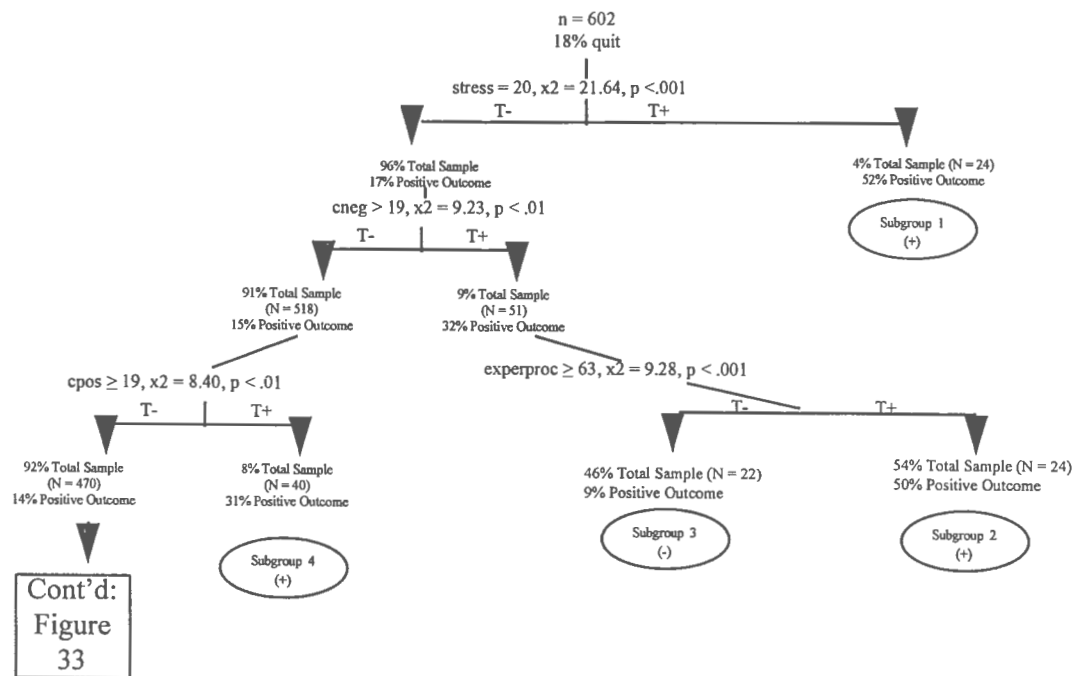 n = 602
18% quit
stress = 20, x2 = 21.64, p <.001
T-
T+
96% Total Sample
17% Positive Outcome
4% Total Sample (N = 24)
52% Positive Outcome
Subgroup 1
(+)
cneg > 19, x2 = 9.23, p < .01
T-
T+
91% Total Sample
(N = 518)
15% Positive Outcome
9% Total Sample
(N = 51)
32% Positive Outcome
cpos ≥ 19, x2 = 8.40, p < .01
T-
T+
experproc ≥ 63, x2 = 9.28, p < .001
T-
T+
92% Total Sample
(N = 470)
14% Positive Outcome
8% Total Sample
(N = 40)
31% Positive Outcome
46% Total Sample (N = 22)
9% Positive Outcome
54% Total Sample (N = 24)
50% Positive Outcome
Subgroup 4
(+)
Subgroup 3
(-)
Subgroup 2
(+)
Cont'd:
Figure
33